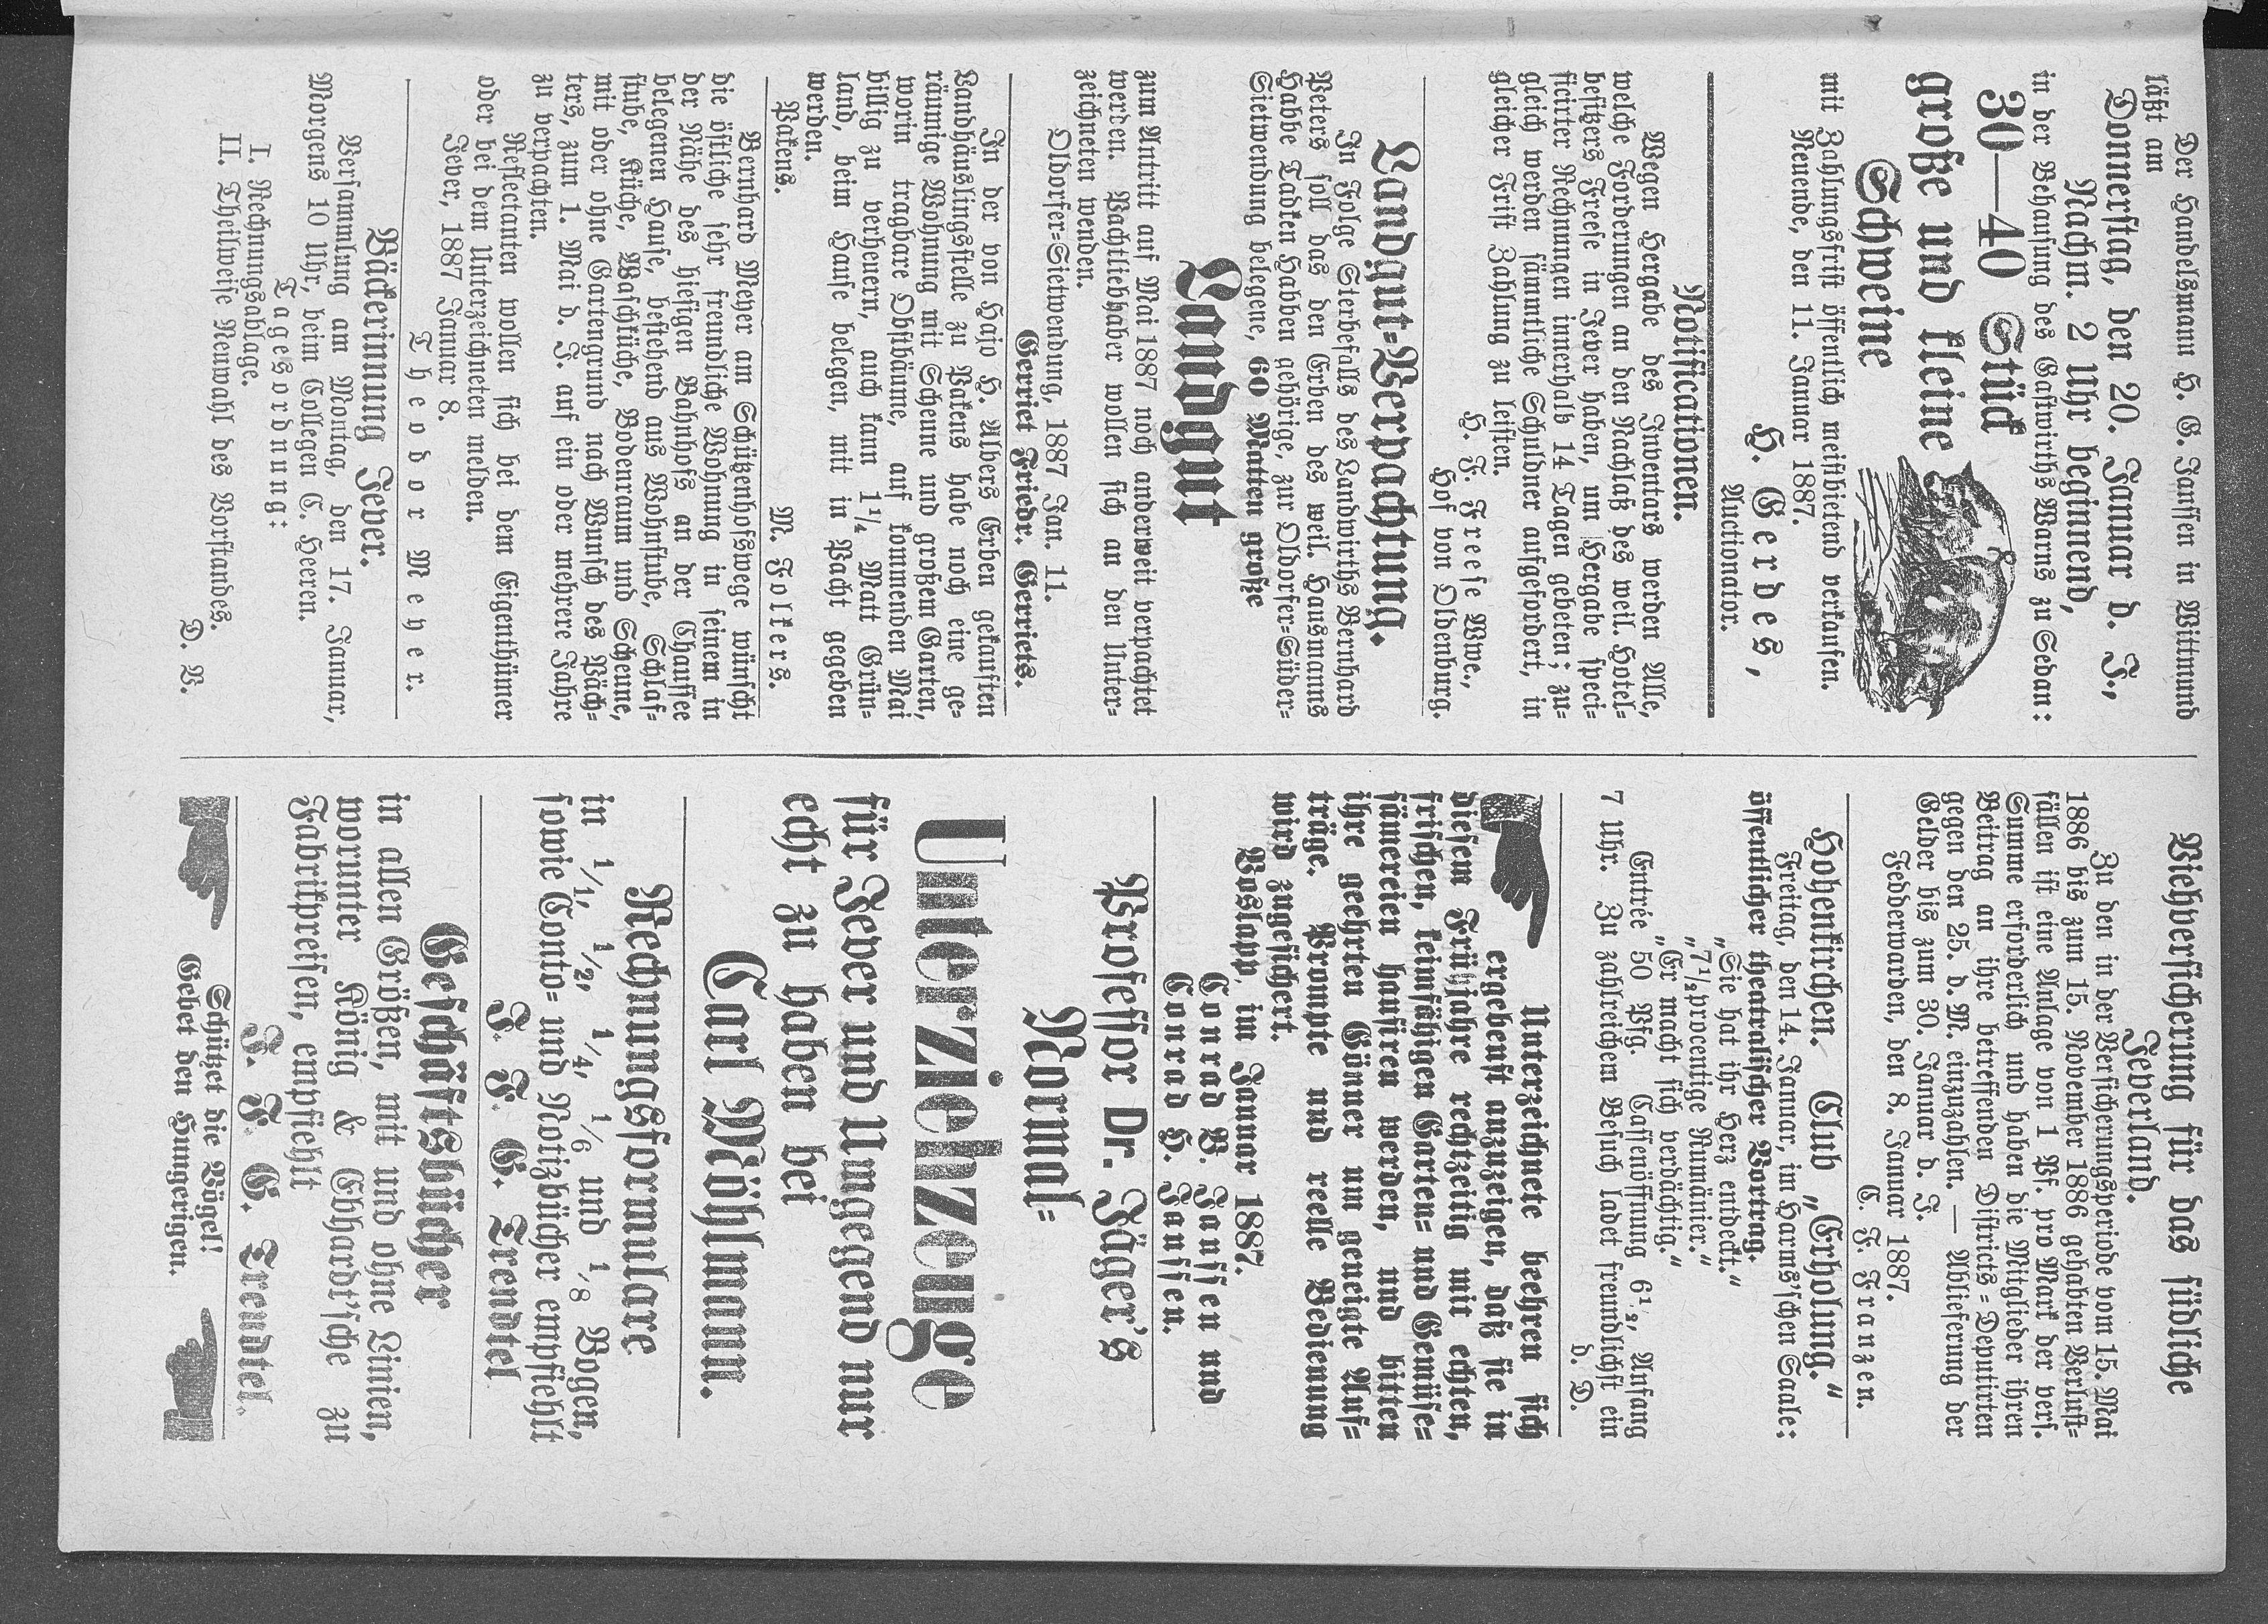 Der Handelsmann H. C. Janssen in Wittmund
läßt am
Donnerstag, den 20. Januar d. J.,
Nachm. 2 Uhr beginnend,
in der Behausung des Gastwirths Warns zu Sedan:
30—40 Stück
große und kleine
Schweine
mit Zahlungsfrist öffentlich meistbietend verkaufen.
Neuende, den 11. Januar 1887.
H. Gerdes,
Auctionator.
Notificationen.
Wegen Hergabe des Inventars werden Alle,
welche Forderungen an den Nachlaß des weil. Hotel-
besitzers Freese in Jever haben, um Hergabe speci-
ficirter Rechnungen innerhalb 14 Tagen gebeten; zu-
gleich werden sämmtliche Schuldner aufgefordert, in
gleicher Frist Zahlung zu leisten.
H. F. Freese Wwe.,
Hof von Oldenburg.
Landgut-Verpachtung.
In Folge Sterbefalls des Landwirths Bernhard
Peters soll das den Erben des weil. Hausmanns
Habbe Tadken Habben gehörige, zur Oldorfer-Süder-
Sietwendung belegene, 60 Matten große
Landgut
zum Antritt auf Mai 1887 noch anderweit verpachtet
werden. Pachtliebhaber wollen sich an den Unter-
zeichneten wenden.
Oldorfer-Sietwendung, 1887 Jan. 11.
Gerriet Friedr. Gerriets.
In der von Hajo H. Albers Erben gekauften
Landhäuslingsstelle zu Pakens habe noch eine ge-
räumige Wohnung mit Scheune und großem Garten,
worin tragbare Obstbäume, auf kommenden Mai
billig zu verheuern, auch kann 1¼ Matt Grün-
land, beim Hause belegen, mit in Pacht gegeben
werden.
Pakens. M. Folkers.
Bernhard Meyer am Schützenhofswege wünscht
die östliche sehr freundliche Wohnung in seinem in
der Nähe des hiesigen Bahnhofs an der Chaussee
belegenen Hause, bestehend aus Wohnstube, Schlaf-
stube, Küche, Waschküche, Bodenraum und Scheune,
mit oder ohne Gartengrund nach Wunsch des Päch-
ters, zum 1. Mai d. J. auf ein oder mehrere Jahre
zu verpachten.
Reflectanten wollen sich bei dem Eigenthümer
oder bei dem Unterzeichneten melden.
Jever, 1887 Januar 8.
Theodor Meyer.
Bäckerinnung Jever.
Versammlung am Montag, den 17. Januar,
Morgens 10 Uhr, beim Collegen C. Heeren.
Tagesordnung:
I. Rechnungsablage.
II. Theilweise Neuwahl des Vorstandes.
D. V.
Viehversicherung für das südliche
Jeverland.
Zu den in der Versicherungsperiode vom 15. Mai
1886 bis zum 15. November 1886 gehabten Verlust-
fällen ist eine Anlage von 1 Pf. pro Mark der vers.
Summe erforderlich und haben die Mitglieder ihren
Beitrag an ihre betreffenden Districts-Deputirten
gegen den 25. d. M. einzuzahlen. — Ablieferung der
Gelder bis zum 30. Januar d. J.
Fedderwarden, den 8. Januar 1887.
C. F. Franzen.
Hohenkirchen. Club „Erholung.“
Freitag, den 14. Januar, im Harms'schen Saale:
öffentlicher theatralischer Vortrag.
„Sie hat ihr Herz entdeckt.“
„7½procentige Rumänier.“
„Er macht sich verdächtig.“
Entrée 50 Pfg. Cassenöffnung 6½, Anfang
7 Uhr. Zu zahlreichem Besuch ladet freundlichst ein
d. D.
Unterzeichnete beehren sich
ergebenst anzuzeigen, daß sie in
diesem Frühjahre rechtzeitig mit echten,
frischen, keimfähigen Garten- und Gemüse-
sämereien hausiren werden, und bitten
ihre geehrten Gönner um geneigte Auf-
träge. Prompte und reelle Bedienung
wird zugesichert.
Voslapp, im Januar 1887.
Conrad B. Janssen und
Conrad H. Janssen.
Professor Dr. Jäger's
Normal-
Unterziehzeuge
für Jever und Umgegend nur
echt zu haben bei
Carl Möhlmann.
Rechnungsformulare
in 1/1, 1/2, 1/4, 1/6 und 1/8 Bogen,
sowie Conto- und Notizbücher empfiehlt
J. F. G. Trendtel
Geschäftsbücher
in allen Größen, mit und ohne Linien,
worunter König & Ebhardt'sche zu
Fabrikpreisen, empfiehlt
J. F. G. Trendtel.
Schützet die Vögel!
Gebet den Hungerigen.